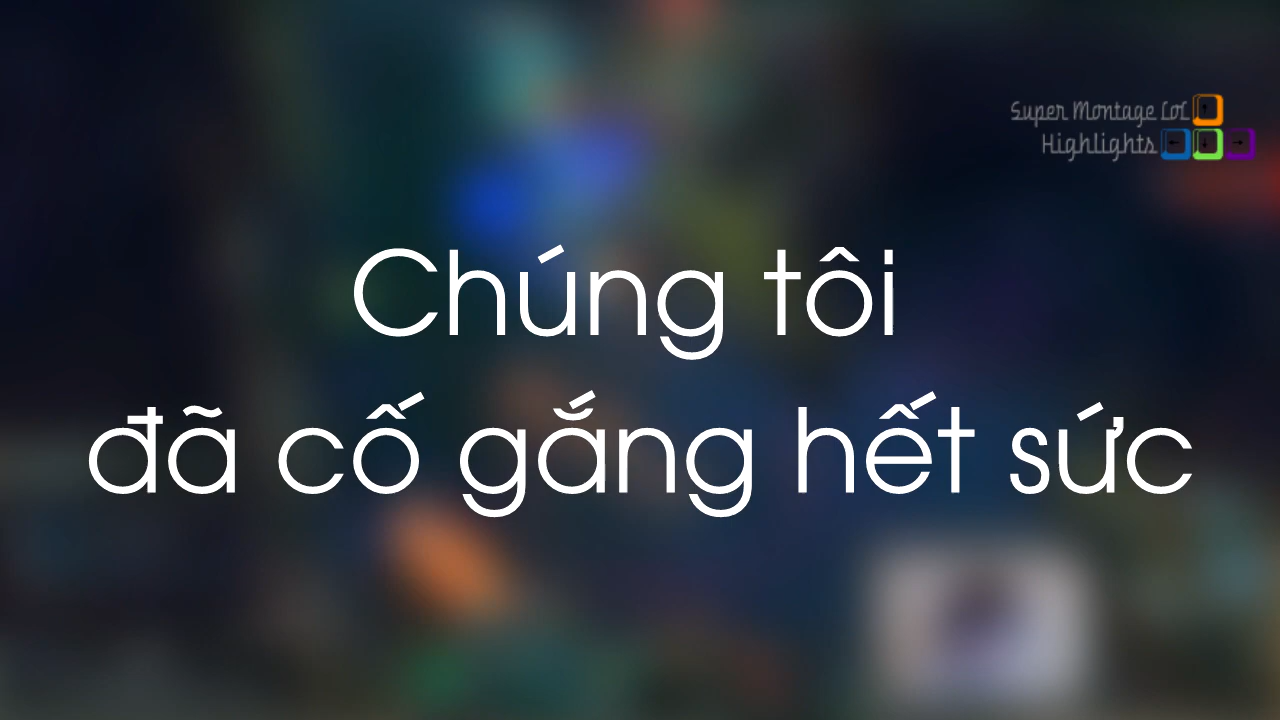 Super Montage LoL
Highlights
Chúng tôi
đã cố gắng hết sức